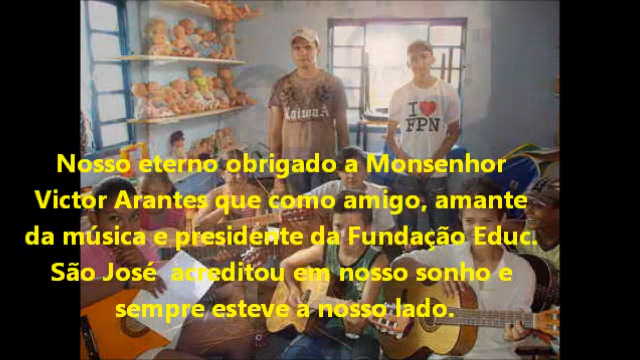 KaiwuÁ
I ♥
FPN
Nosso eterno obrigado a Monsenhor
Victor Arantes que como amigo, amante
da música e presidente da Fundação Educ.
São José acreditou em nosso sonho e
sempre esteve a nosso lado.